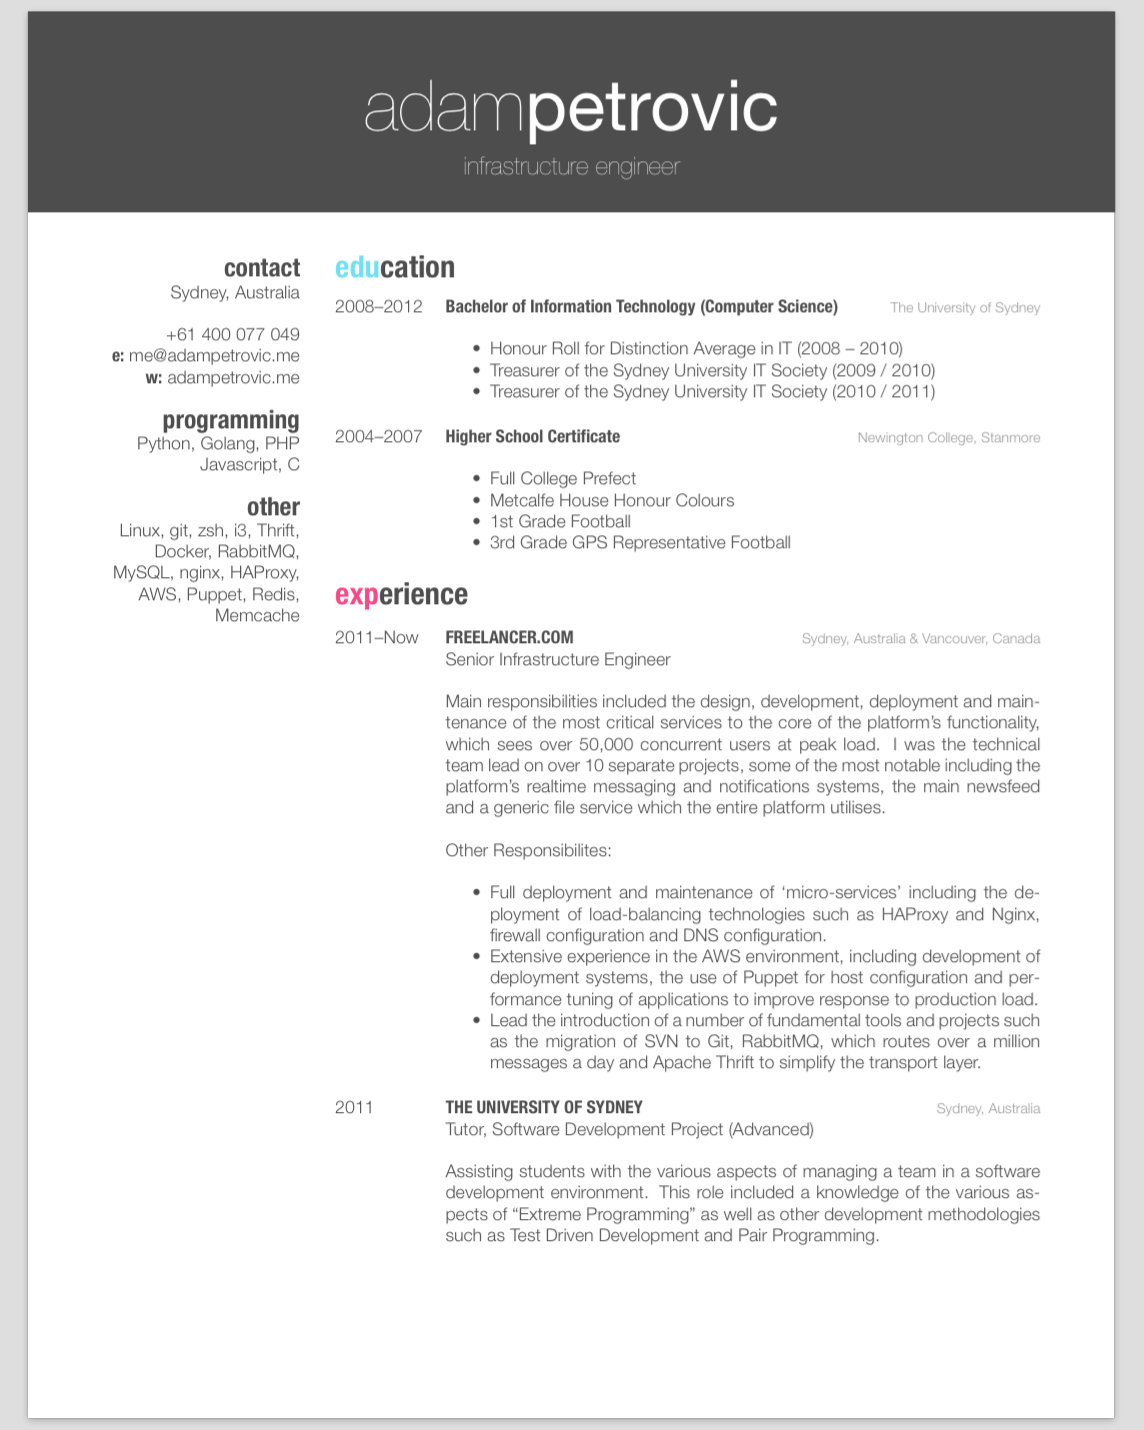 adampetrovic
infrastructure engineer
contact
Sydney, Australia
+61 400 077 049
e: me@adampetrovic.me
w: adampetrovic.me
programming
Python, Golang, PHP
Javascript, C
other
Linux, git, zsh, i3, Thrift,
Docker, RabbitMQ,
MySQL, nginx, HAProxy,
AWS, Puppet, Redis,
Memcache
education
2008–2012 Bachelor of Information Technology (Computer Science) The University of Sydney
• Honour Roll for Distinction Average in IT (2008 – 2010)
• Treasurer of the Sydney University IT Society (2009 / 2010)
• Treasurer of the Sydney University IT Society (2010 / 2011)
2004–2007 Higher School Certificate Newington College, Stanmore
• Full College Prefect
• Metcalfe House Honour Colours
• 1st Grade Football
• 3rd Grade GPS Representative Football
experience
2011–Now FREELANCER.COM Sydney, Australia & Vancouver, Canada
Senior Infrastructure Engineer
Main responsibilities included the design, development, deployment and main-
tenance of the most critical services to the core of the platform's functionality,
which sees over 50,000 concurrent users at peak load. I was the technical
team lead on over 10 separate projects, some of the most notable including the
platform's realtime messaging and notifications systems, the main newsfeed
and a generic file service which the entire platform utilises.
Other Responsibilites:
• Full deployment and maintenance of ‘micro-services’ including the de-
ployment of load-balancing technologies such as HAProxy and Nginx,
firewall configuration and DNS configuration.
• Extensive experience in the AWS environment, including development of
deployment systems, the use of Puppet for host configuration and per-
formance tuning of applications to improve response to production load.
• Lead the introduction of a number of fundamental tools and projects such
as the migration of SVN to Git, RabbitMQ, which routes over a million
messages a day and Apache Thrift to simplify the transport layer.
2011 THE UNIVERSITY OF SYDNEY Sydney, Australia
Tutor, Software Development Project (Advanced)
Assisting students with the various aspects of managing a team in a software
development environment. This role included a knowledge of the various as-
pects of “Extreme Programming” as well as other development methodologies
such as Test Driven Development and Pair Programming.